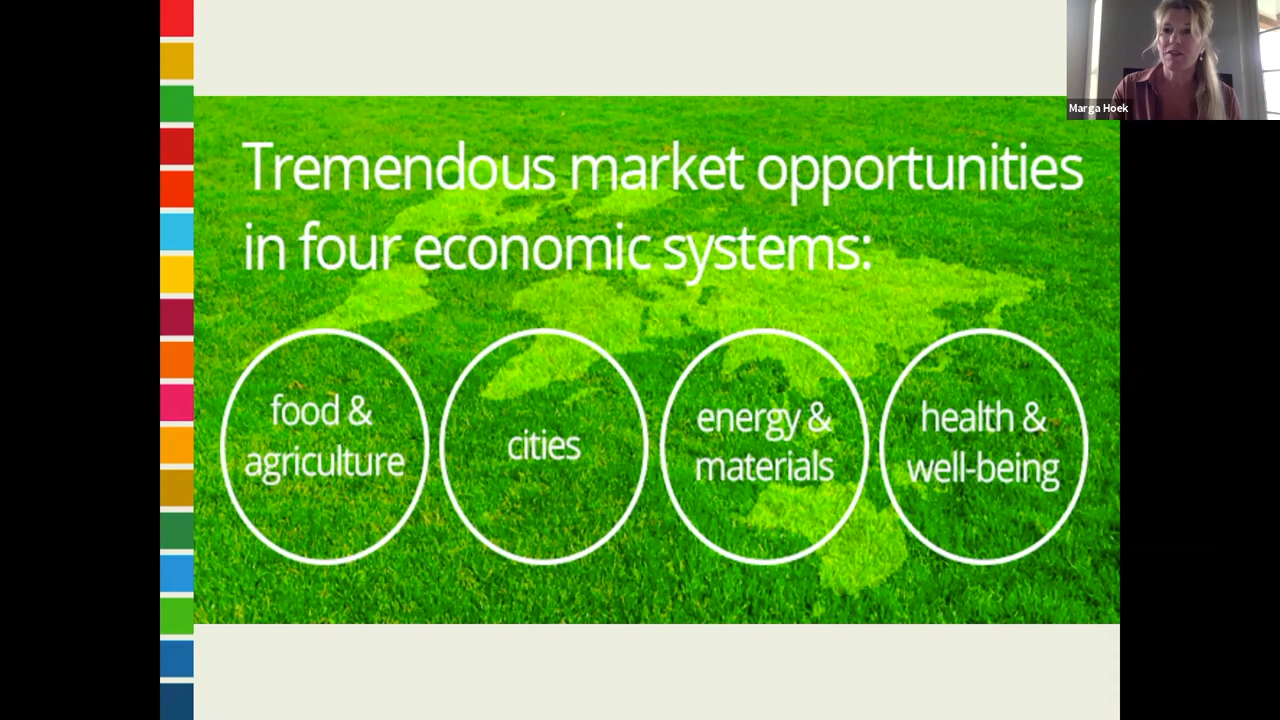 Marga Hoek
Tremendous market opportunities
in four economic systems:
food &
agriculture
cities
energy &
materials
health &
well-being